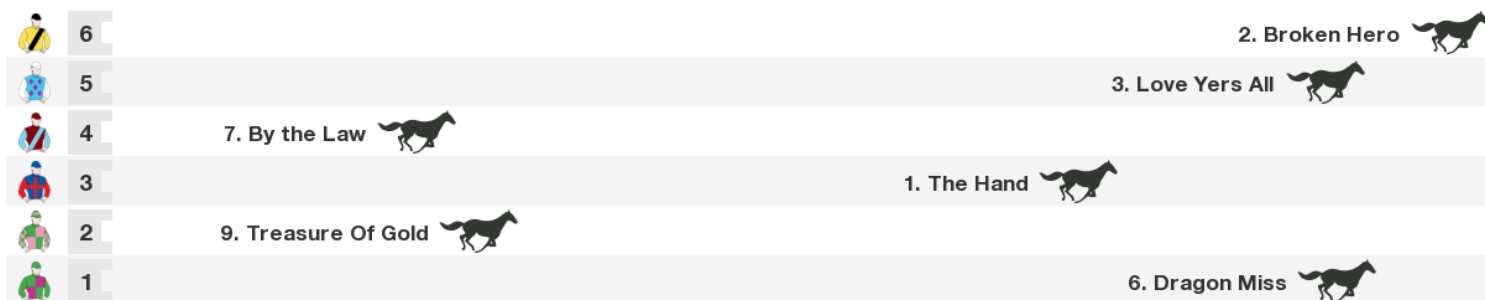 6 2. Broken Hero
5 3. Love Yers All
4 7. By the Law
3 1. The Hand
2 9. Treasure Of Gold
1 6. Dragon Miss